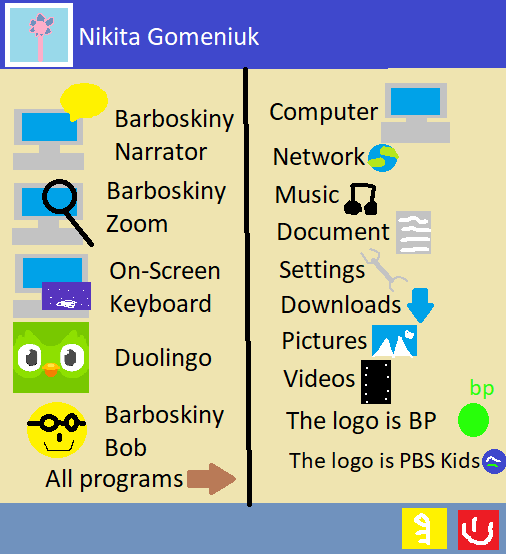 Nikita Gomeniuk
Barboskiny
Narrator
Barboskiny
Zoom
On-Screen
Keyboard
Duolingo
Barboskiny
Bob
All programs
Computer
Network
Music
Document
Settings
Downloads
Pictures
Videos
bp
The logo is BP
The logo is PBS Kids